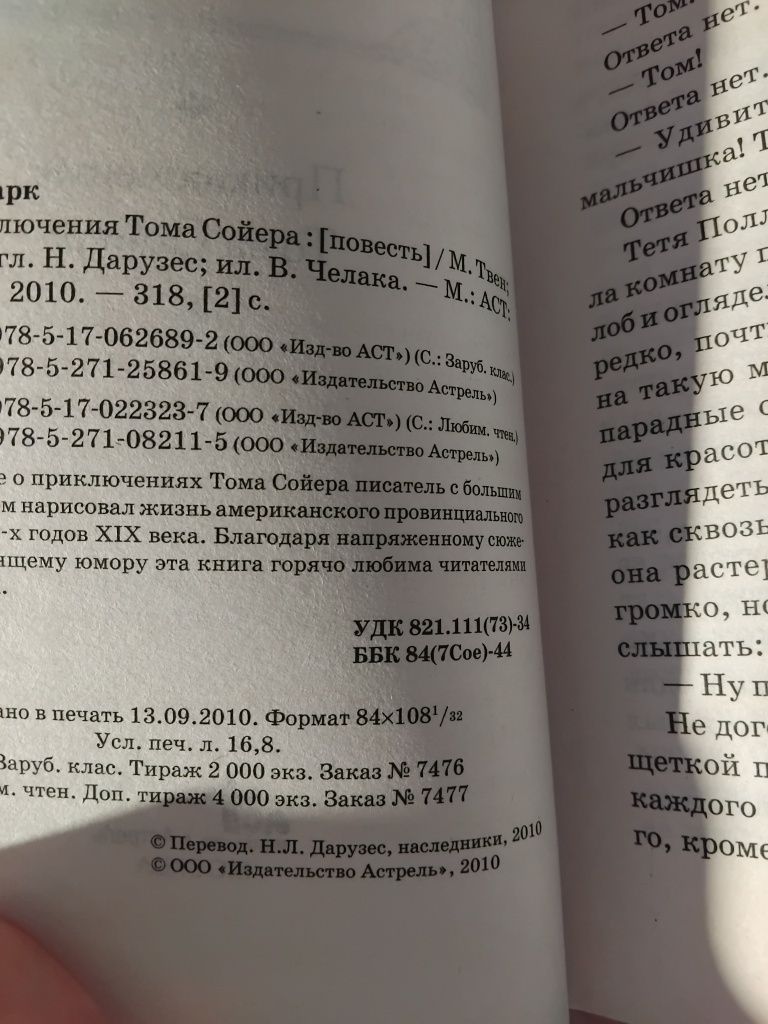 арк
ключения Тома Сойера : [повесть] / М. Твен;
гл. Н. Дарузес; ил. В. Челака. — М.: АСТ:
2010. — 318, [2] с.
978-5-17-062689-2 (ООО «Изд-во АСТ») (С.: Заруб. клас.)
978-5-271-25861-9 (ООО «Издательство Астрель»)
978-5-17-022323-7 (ООО «Изд-во АСТ») (С.: Любим. чтен.)
978-5-271-08211-5 (ООО «Издательство Астрель»)
е о приключениях Тома Сойера писатель с большим
м нарисовал жизнь американского провинциального
-х годов XIX века. Благодаря напряженному сюже-
ящему юмору эта книга горячо любима читателями
.
УДК 821.111(73)-34
ББК 84(7Сое)-44
ано в печать 13.09.2010. Формат 84×108¹/₃₂
Усл. печ. л. 16,8.
Заруб. клас. Тираж 2 000 экз. Заказ № 7476
м. чтен. Доп. тираж 4 000 экз. Заказ № 7477
© Перевод. Н.Л. Дарузес, наследники, 2010
© ООО «Издательство Астрель», 2010
— Том!
Ответа нет.
— Том!
Ответа нет.
— Удивит
мальчишка! Т
Ответа нет
Тетя Полл
ла комнату п
лоб и огляде
редко, почт
на такую м
парадные о
для красот
разглядеть
как сквозь
она растер
громко, но
слышать:
— Ну п
Не дог
щеткой п
каждого
го, кроме